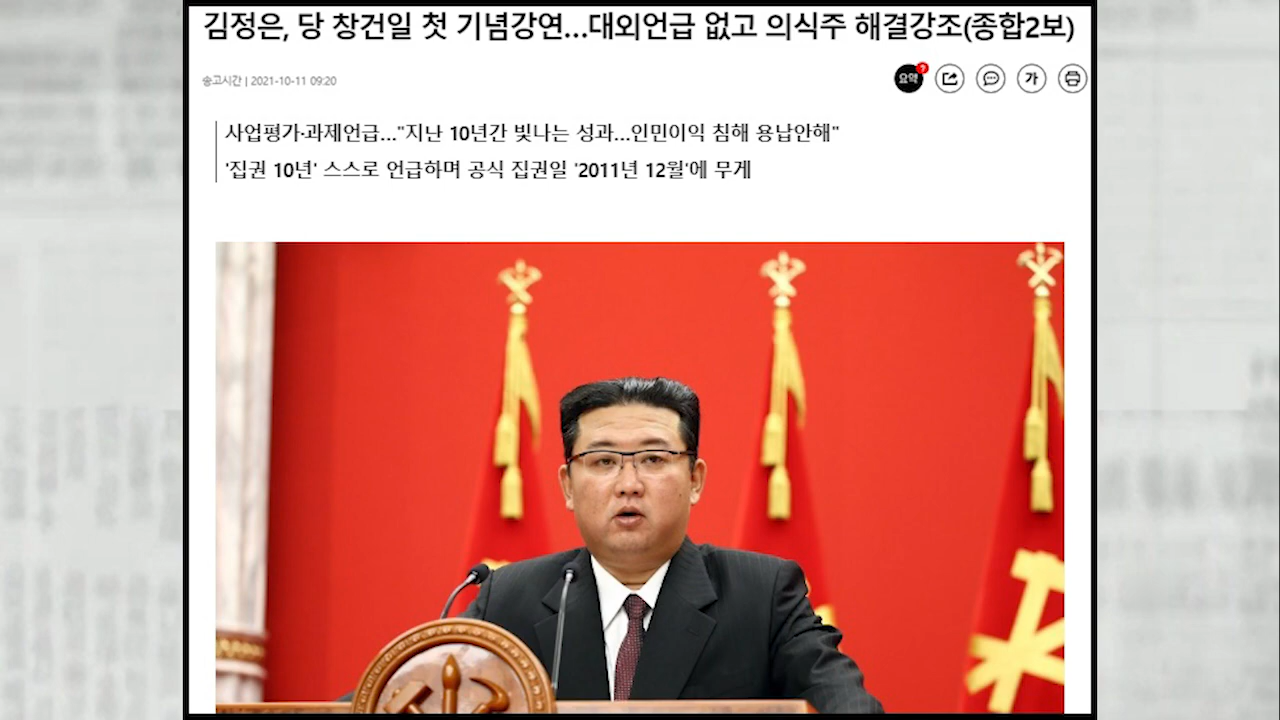 김정은, 당 창건일 첫 기념강연…대외언급 없고 의식주 해결강조(종합2보)
송고시간 | 2021-10-11 09:20
요약 ?
가
사업평가·과제언급…"지난 10년간 빛나는 성과…인민이익 침해 용납안해"
'집권 10년' 스스로 언급하며 공식 집권일 '2011년 12월'에 무게